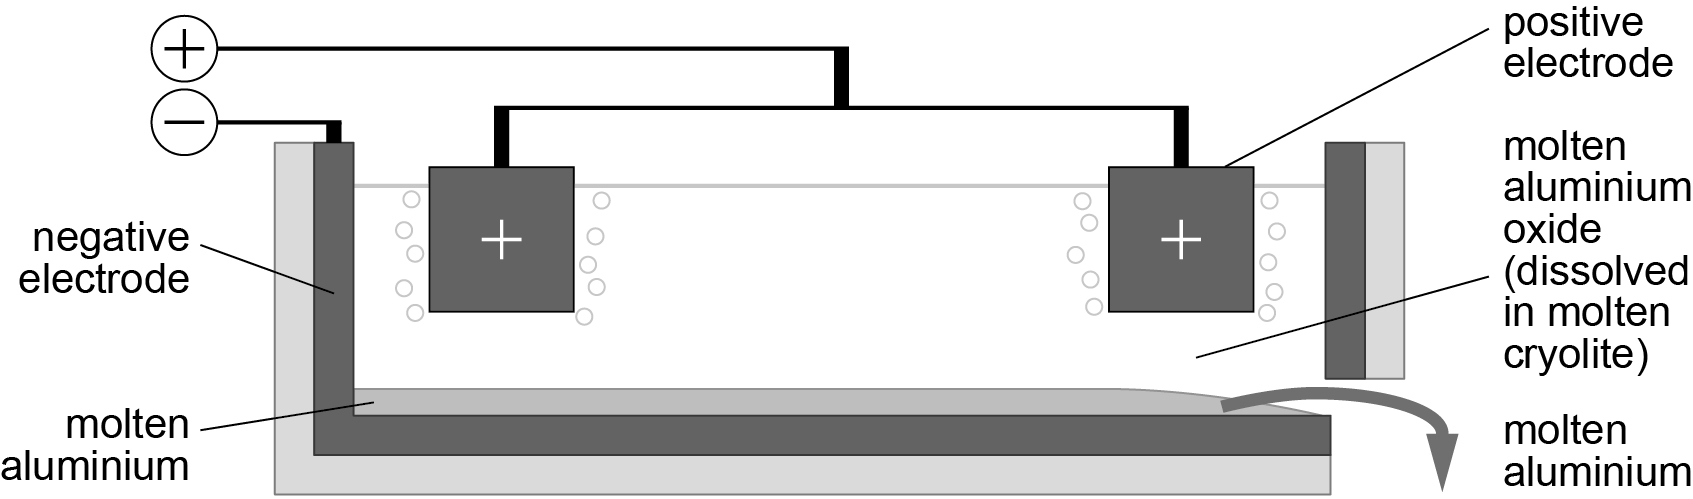 +
−
positive
electrode
molten
aluminium
oxide
(dissolved
in molten
cryolite)
+
+
negative
electrode
molten
aluminium
molten
aluminium